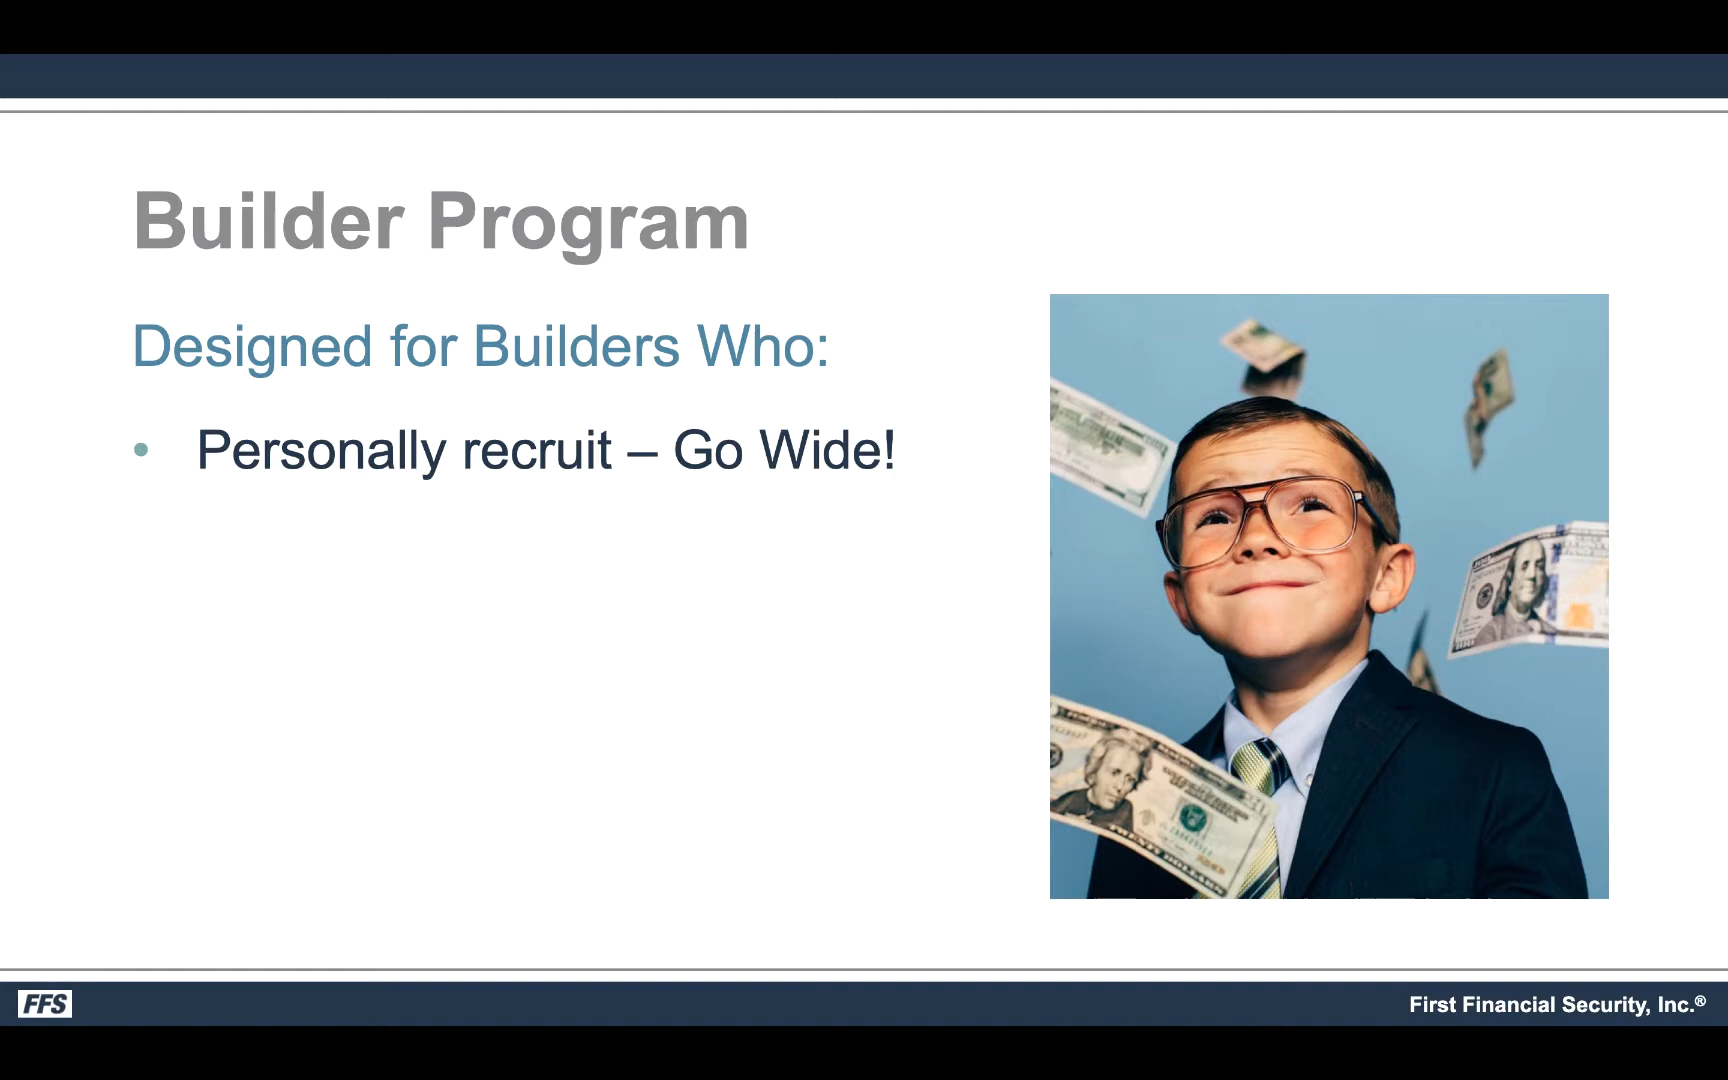 Builder Program
Designed for Builders Who:
• Personally recruit – Go Wide!
FFS
First Financial Security, Inc.®